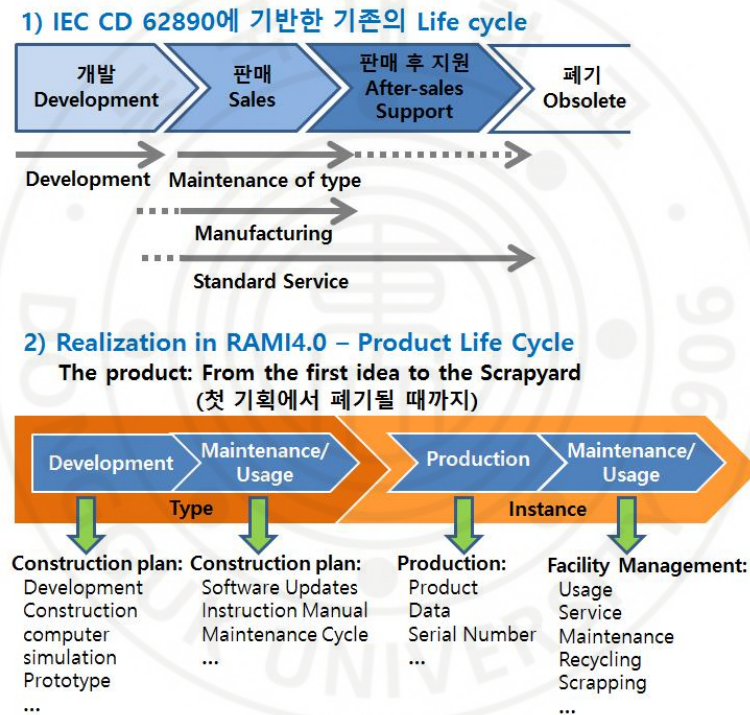 1) IEC CD 62890에 기반한 기존의 Life cycle
개발
Development
판매
Sales
판매 후 지원
After-sales
Support
폐기
Obsolete
Development
Maintenance of type
Manufacturing
Standard Service
2) Realization in RAMI4.0 – Product Life Cycle
The product: From the first idea to the Scrapyard
(첫 기획에서 폐기될 때까지)
Development
Maintenance/
Usage
Type
Production
Maintenance/
Usage
Instance
Construction plan:
Development
Construction
computer
simulation
Prototype
...
Construction plan:
Software Updates
Instruction Manual
Maintenance Cycle
...
Production:
Product
Data
Serial Number
...
Facility Management:
Usage
Service
Maintenance
Recycling
Scrapping
...